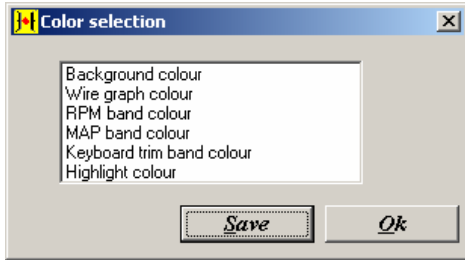 Color selection
Background colour
Wire graph colour
RPM band colour
MAP band colour
Keyboard trim band colour
Highlight colour
Save Ok